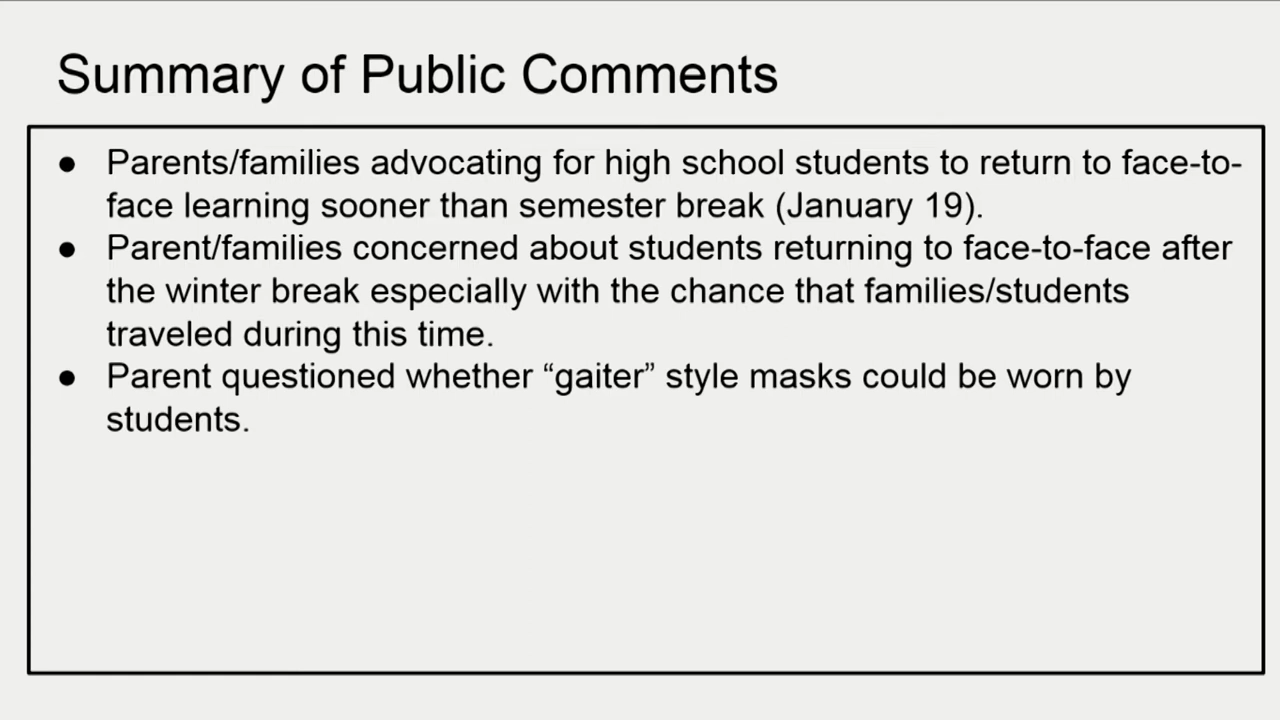 Summary of Public Comments
● Parents/families advocating for high school students to return to face-to-
face learning sooner than semester break (January 19).
● Parent/families concerned about students returning to face-to-face after
the winter break especially with the chance that families/students
traveled during this time.
● Parent questioned whether “gaiter” style masks could be worn by
students.